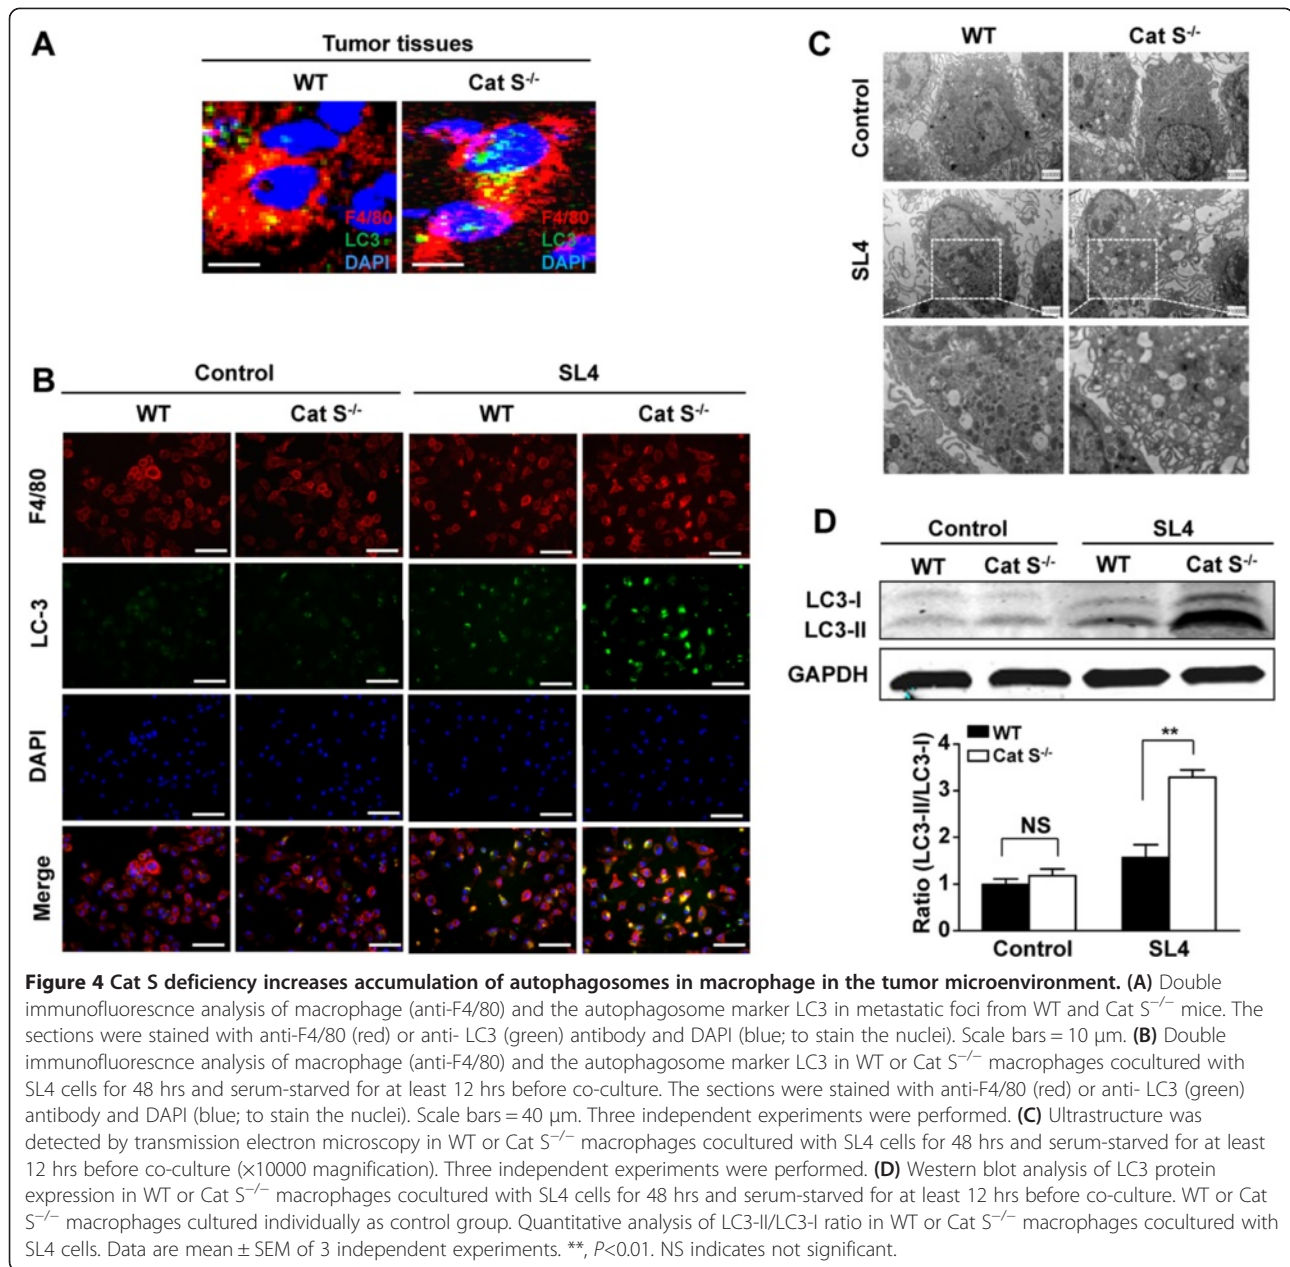 A
Tumor tissues
WT Cat S-/-
F4/80 F4/80
LC3 LC3
DAPI DAPI
B
Control SL4
WT Cat S-/- WT Cat S-/-
F4/80
LC-3
DAPI
Merge
C
WT Cat S-/-
Control
SL4
D
Control SL4
WT Cat S-/- WT Cat S-/-
LC3-I
LC3-II
GAPDH
Ratio (LC3-II/LC3-I)
WT
Cat S-/-
4
3
2
1
0
NS
**
Control SL4
Figure 4 Cat S deficiency increases accumulation of autophagosomes in macrophage in the tumor microenvironment. (A) Double
immunofluorescnce analysis of macrophage (anti-F4/80) and the autophagosome marker LC3 in metastatic foci from WT and Cat S−/− mice. The
sections were stained with anti-F4/80 (red) or anti- LC3 (green) antibody and DAPI (blue; to stain the nuclei). Scale bars = 10 μm. (B) Double
immunofluorescnce analysis of macrophage (anti-F4/80) and the autophagosome marker LC3 in WT or Cat S−/− macrophages cocultured with
SL4 cells for 48 hrs and serum-starved for at least 12 hrs before co-culture. The sections were stained with anti-F4/80 (red) or anti- LC3 (green)
antibody and DAPI (blue; to stain the nuclei). Scale bars = 40 μm. Three independent experiments were performed. (C) Ultrastructure was
detected by transmission electron microscopy in WT or Cat S−/− macrophages cocultured with SL4 cells for 48 hrs and serum-starved for at least
12 hrs before co-culture (×10000 magnification). Three independent experiments were performed. (D) Western blot analysis of LC3 protein
expression in WT or Cat S−/− macrophages cocultured with SL4 cells for 48 hrs and serum-starved for at least 12 hrs before co-culture. WT or Cat
S−/− macrophages cultured individually as control group. Quantitative analysis of LC3-II/LC3-I ratio in WT or Cat S−/− macrophages cocultured with
SL4 cells. Data are mean ± SEM of 3 independent experiments. **, P<0.01. NS indicates not significant.